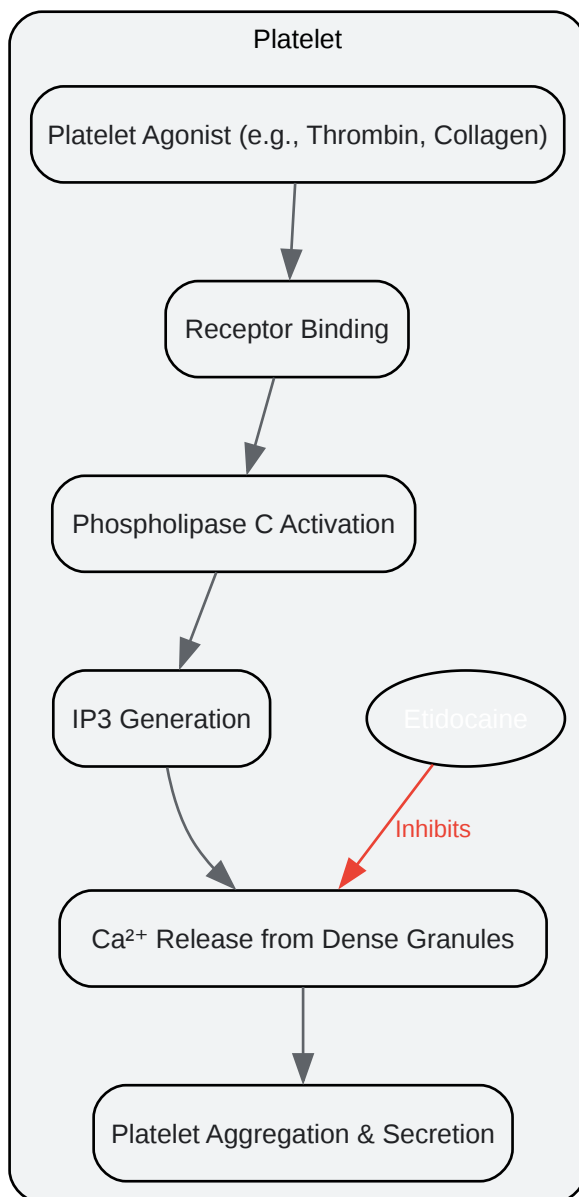 Platelet
Platelet Agonist (e.g., Thrombin, Collagen)
Receptor Binding
Phospholipase C Activation
IP3 Generation
Etidocaine
Inhibits
Ca²⁺ Release from Dense Granules
Platelet Aggregation & Secretion